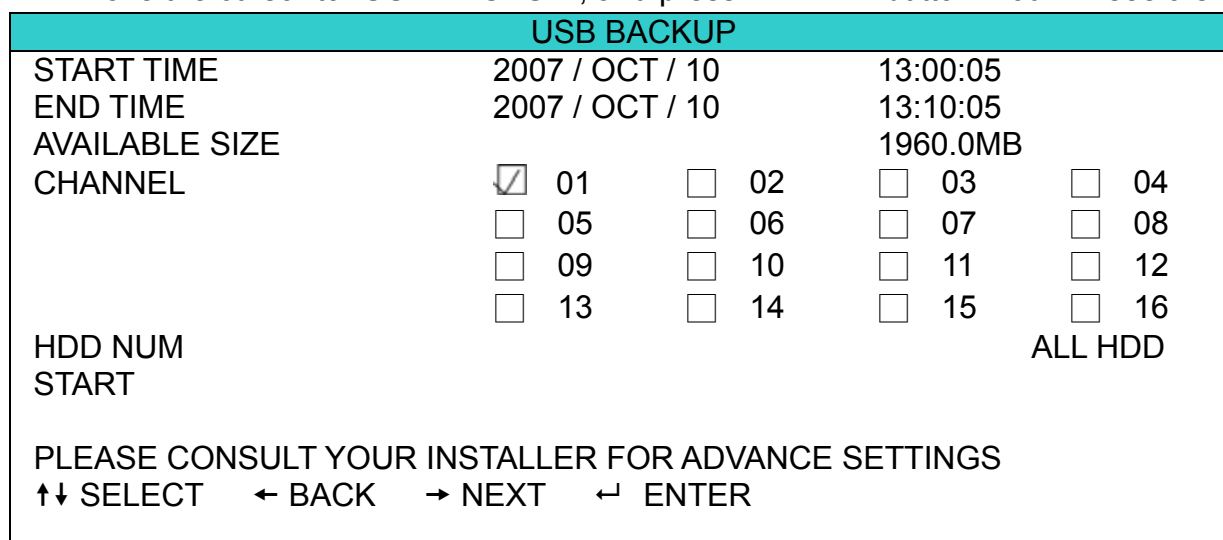 USB BACKUP
START TIME 2007 / OCT / 10 13:00:05
END TIME 2007 / OCT / 10 13:10:05
AVAILABLE SIZE 1960.0MB
CHANNEL 01 02 03 04
05 06 07 08
09 10 11 12
13 14 15 16
HDD NUM ALL HDD
START
PLEASE CONSULT YOUR INSTALLER FOR ADVANCE SETTINGS
↑↓ SELECT ← BACK → NEXT ↵ ENTER